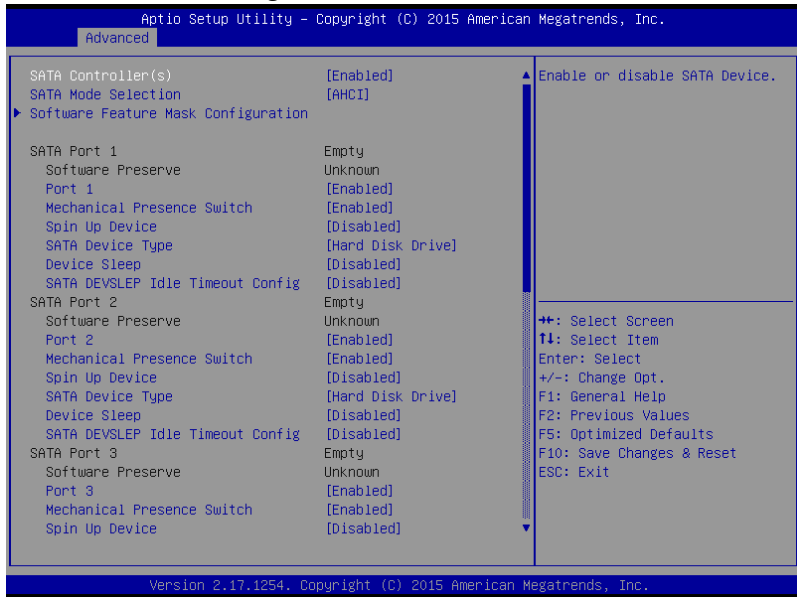 Aptio Setup Utility – Copyright (C) 2015 American Megatrends, Inc.
Advanced
SATA Controller(s) [Enabled]
SATA Mode Selection [AHCI]
Software Feature Mask Configuration
SATA Port 1 Empty
Software Preserve Unknown
Port 1 [Enabled]
Mechanical Presence Switch [Enabled]
Spin Up Device [Disabled]
SATA Device Type [Hard Disk Drive]
Device Sleep [Disabled]
SATA DEVSLEP Idle Timeout Config [Disabled]
SATA Port 2 Empty
Software Preserve Unknown
Port 2 [Enabled]
Mechanical Presence Switch [Enabled]
Spin Up Device [Disabled]
SATA Device Type [Hard Disk Drive]
Device Sleep [Disabled]
SATA DEVSLEP Idle Timeout Config [Disabled]
SATA Port 3 Empty
Software Preserve Unknown
Port 3 [Enabled]
Mechanical Presence Switch [Enabled]
Spin Up Device [Disabled]
Enable or disable SATA Device.
→←: Select Screen
↑↓: Select Item
Enter: Select
+/-: Change Opt.
F1: General Help
F2: Previous Values
F5: Optimized Defaults
F10: Save Changes & Reset
ESC: Exit
Version 2.17.1254. Copyright (C) 2015 American Megatrends, Inc.